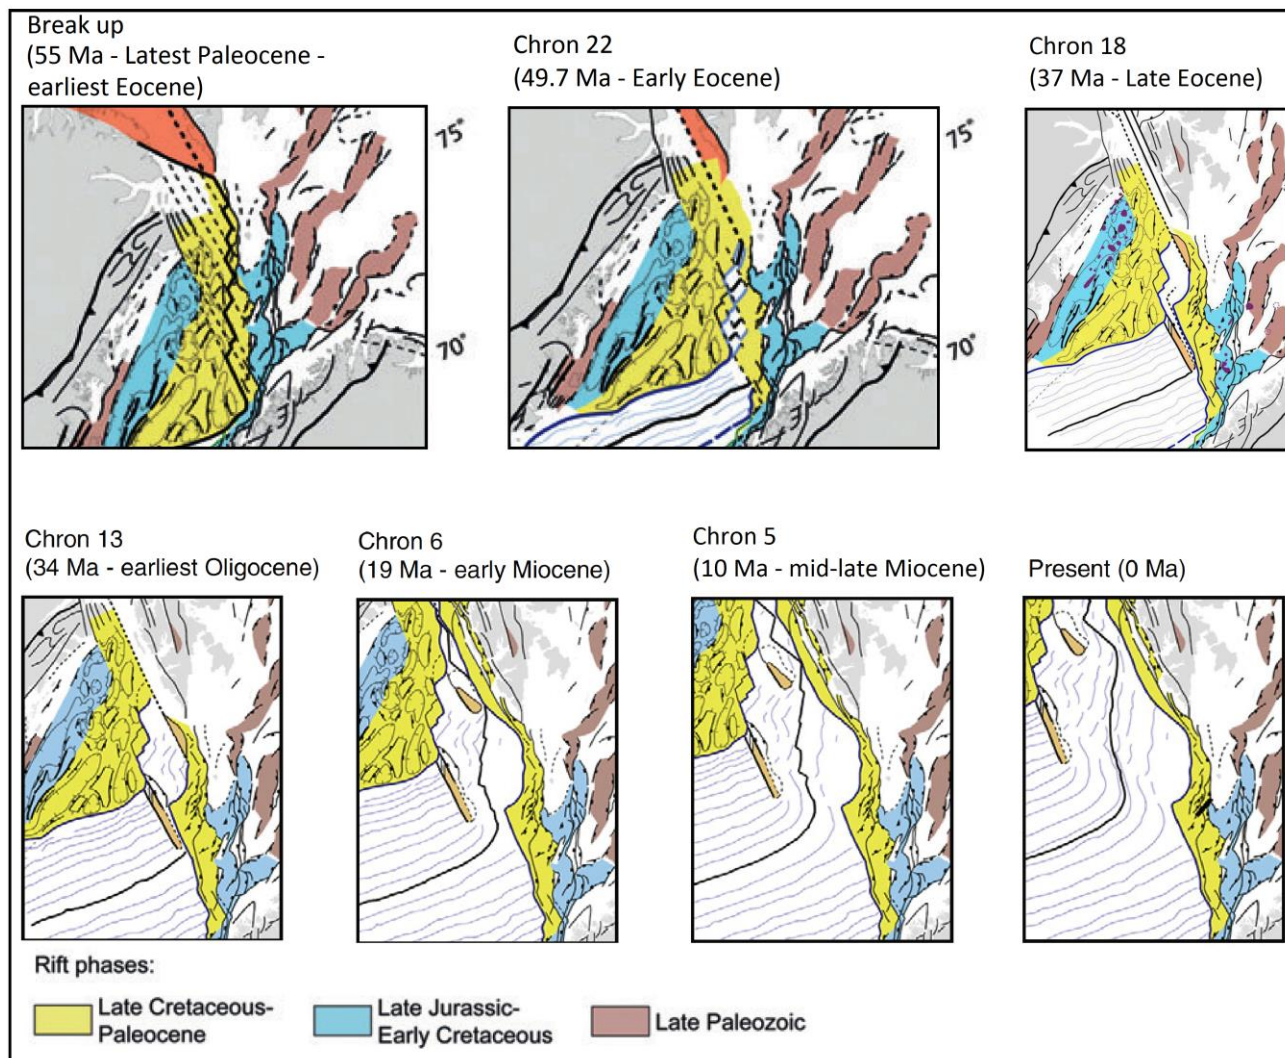 Break up
(55 Ma - Latest Paleocene -
earliest Eocene)
Chron 22
(49.7 Ma - Early Eocene)
Chron 18
(37 Ma - Late Eocene)
75°
70°
75°
70°
Chron 13
(34 Ma - earliest Oligocene)
Chron 6
(19 Ma - early Miocene)
Chron 5
(10 Ma - mid-late Miocene)
Present (0 Ma)
Rift phases:
Late Cretaceous-
Paleocene
Late Jurassic-
Early Cretaceous
Late Paleozoic